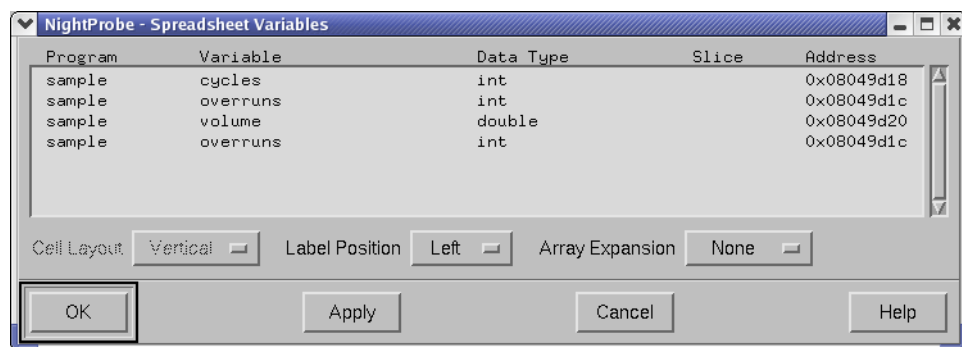 NightProbe - Spreadsheet Variables
Program Variable Data Type Slice Address
sample cycles int 0x08049d18
sample overruns int 0x08049d1c
sample volume double 0x08049d20
sample overruns int 0x08049d1c
Cell Layout Vertical Label Position Left Array Expansion None
OK Apply Cancel Help